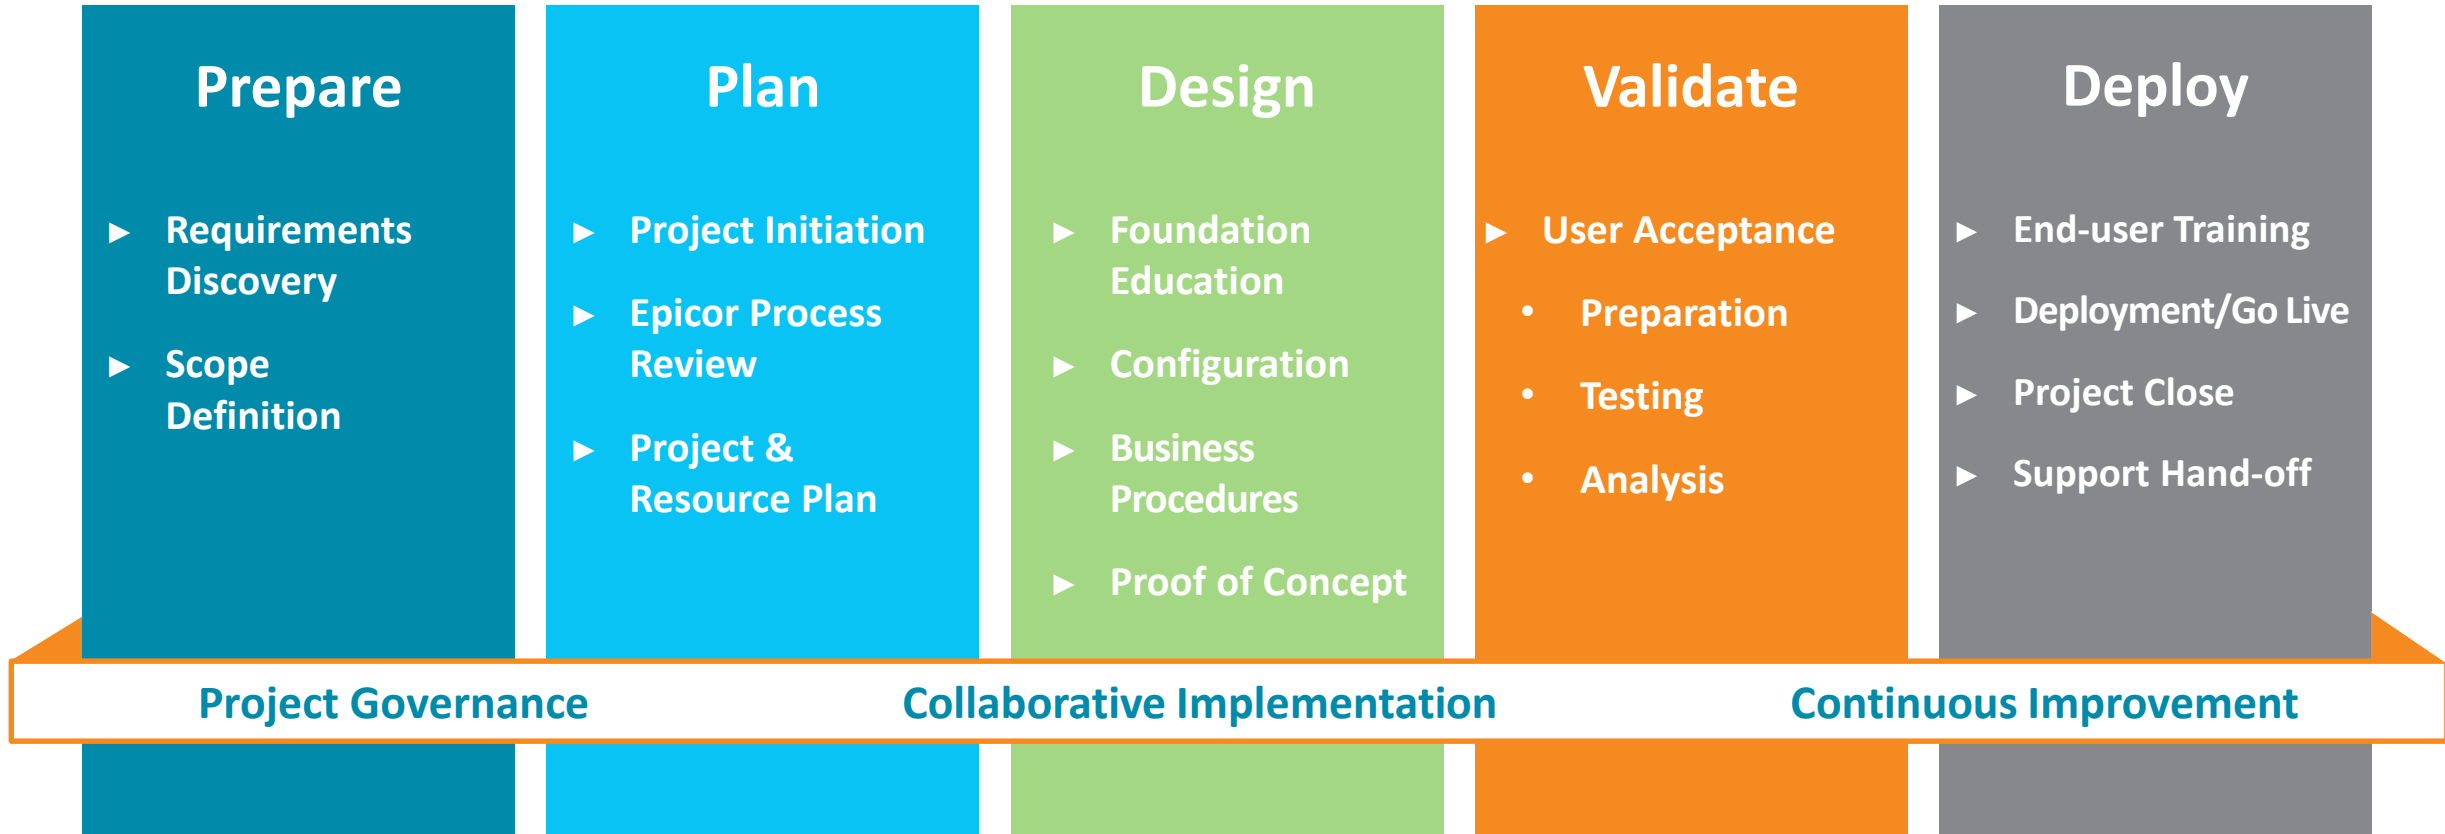 Prepare
► Requirements
Discovery
► Scope
Definition
Plan
► Project Initiation
► Epicor Process
Review
► Project &
Resource Plan
Design
► Foundation
Education
► Configuration
► Business
Procedures
► Proof of Concept
Validate
► User Acceptance
• Preparation
• Testing
• Analysis
Deploy
► End-user Training
► Deployment/Go Live
► Project Close
► Support Hand-off
Project Governance
Collaborative Implementation
Continuous Improvement